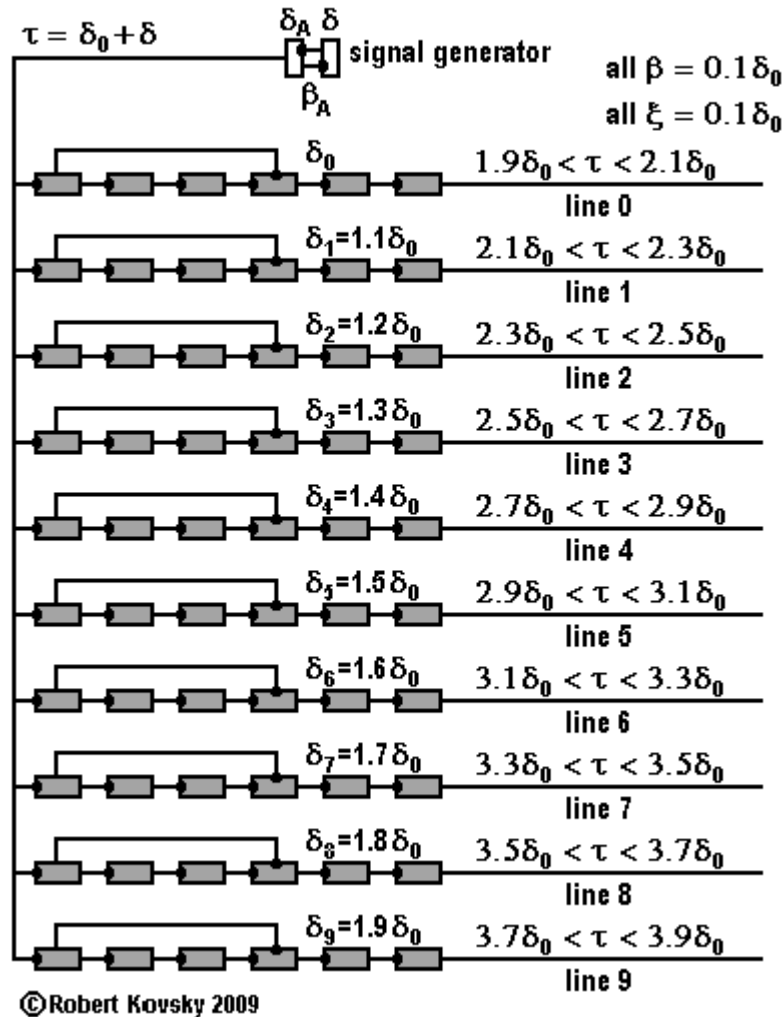 τ = δ₀ + δ
δ_A δ
signal generator
β_A
all β = 0.1δ₀
all ξ = 0.1δ₀
δ₀
1.9δ₀ < τ < 2.1δ₀
line 0
δ₁=1.1δ₀
2.1δ₀ < τ < 2.3δ₀
line 1
δ₂=1.2δ₀
2.3δ₀ < τ < 2.5δ₀
line 2
δ₃=1.3δ₀
2.5δ₀ < τ < 2.7δ₀
line 3
δ₄=1.4δ₀
2.7δ₀ < τ < 2.9δ₀
line 4
δ₅=1.5δ₀
2.9δ₀ < τ < 3.1δ₀
line 5
δ₆=1.6δ₀
3.1δ₀ < τ < 3.3δ₀
line 6
δ₇=1.7δ₀
3.3δ₀ < τ < 3.5δ₀
line 7
δ₈=1.8δ₀
3.5δ₀ < τ < 3.7δ₀
line 8
δ₉=1.9δ₀
3.7δ₀ < τ < 3.9δ₀
line 9
©Robert Kovsky 2009